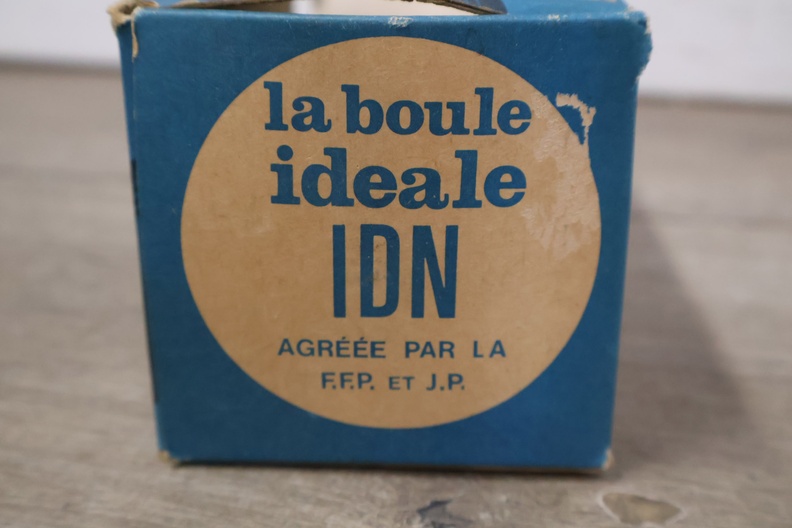 la boule
ideale
IDN
AGRÉÉE PAR LA
F.F.P. ET J.P.